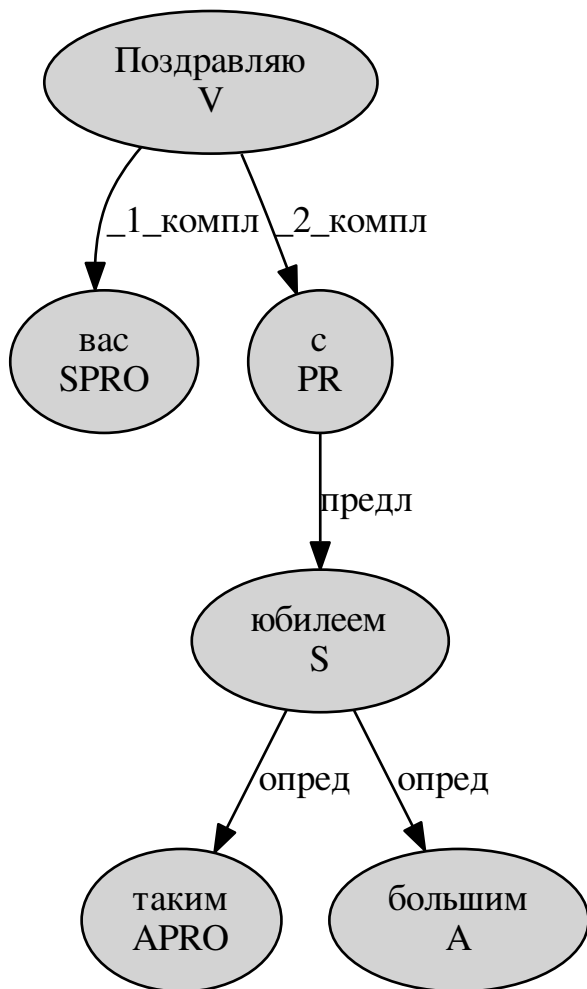 Поздравляю
V
_1_компл _2_компл
вас
SPRO
с
PR
предл
юбилеем
S
опред опред
таким
APRO
большим
A